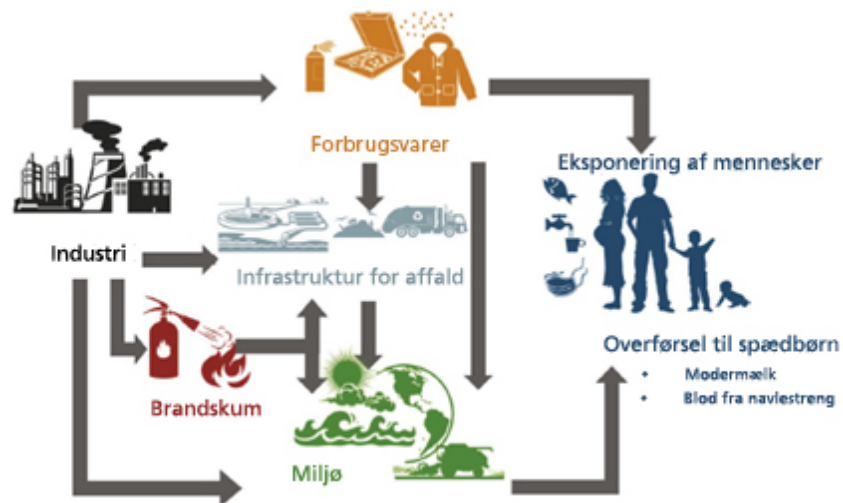 Forbrugsvarer
Eksponering af mennesker
Industri
Infrastruktur for affald
Brandskum
Miljø
Overførsel til spædbørn
• Modermælk
• Blod fra navlestreng